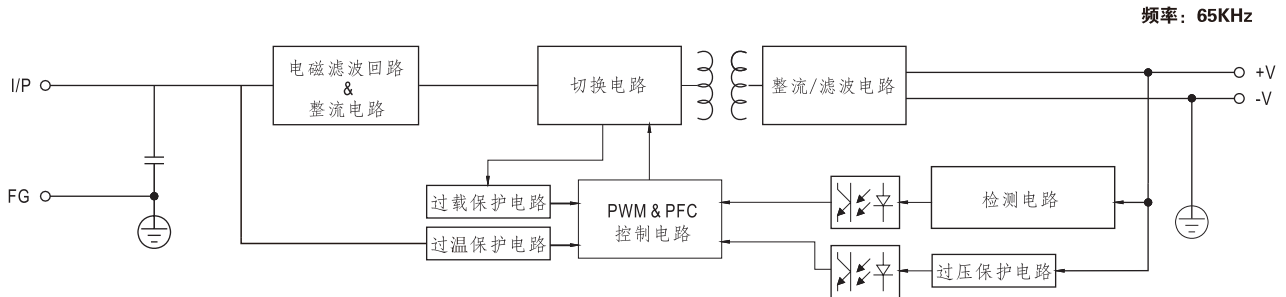 频率：65KHz
I/P
电磁滤波回路
&
整流电路
切换电路
整流/滤波电路
+V
-V
FG
过载保护电路
过温保护电路
PWM & PFC
控制电路
检测电路
过压保护电路